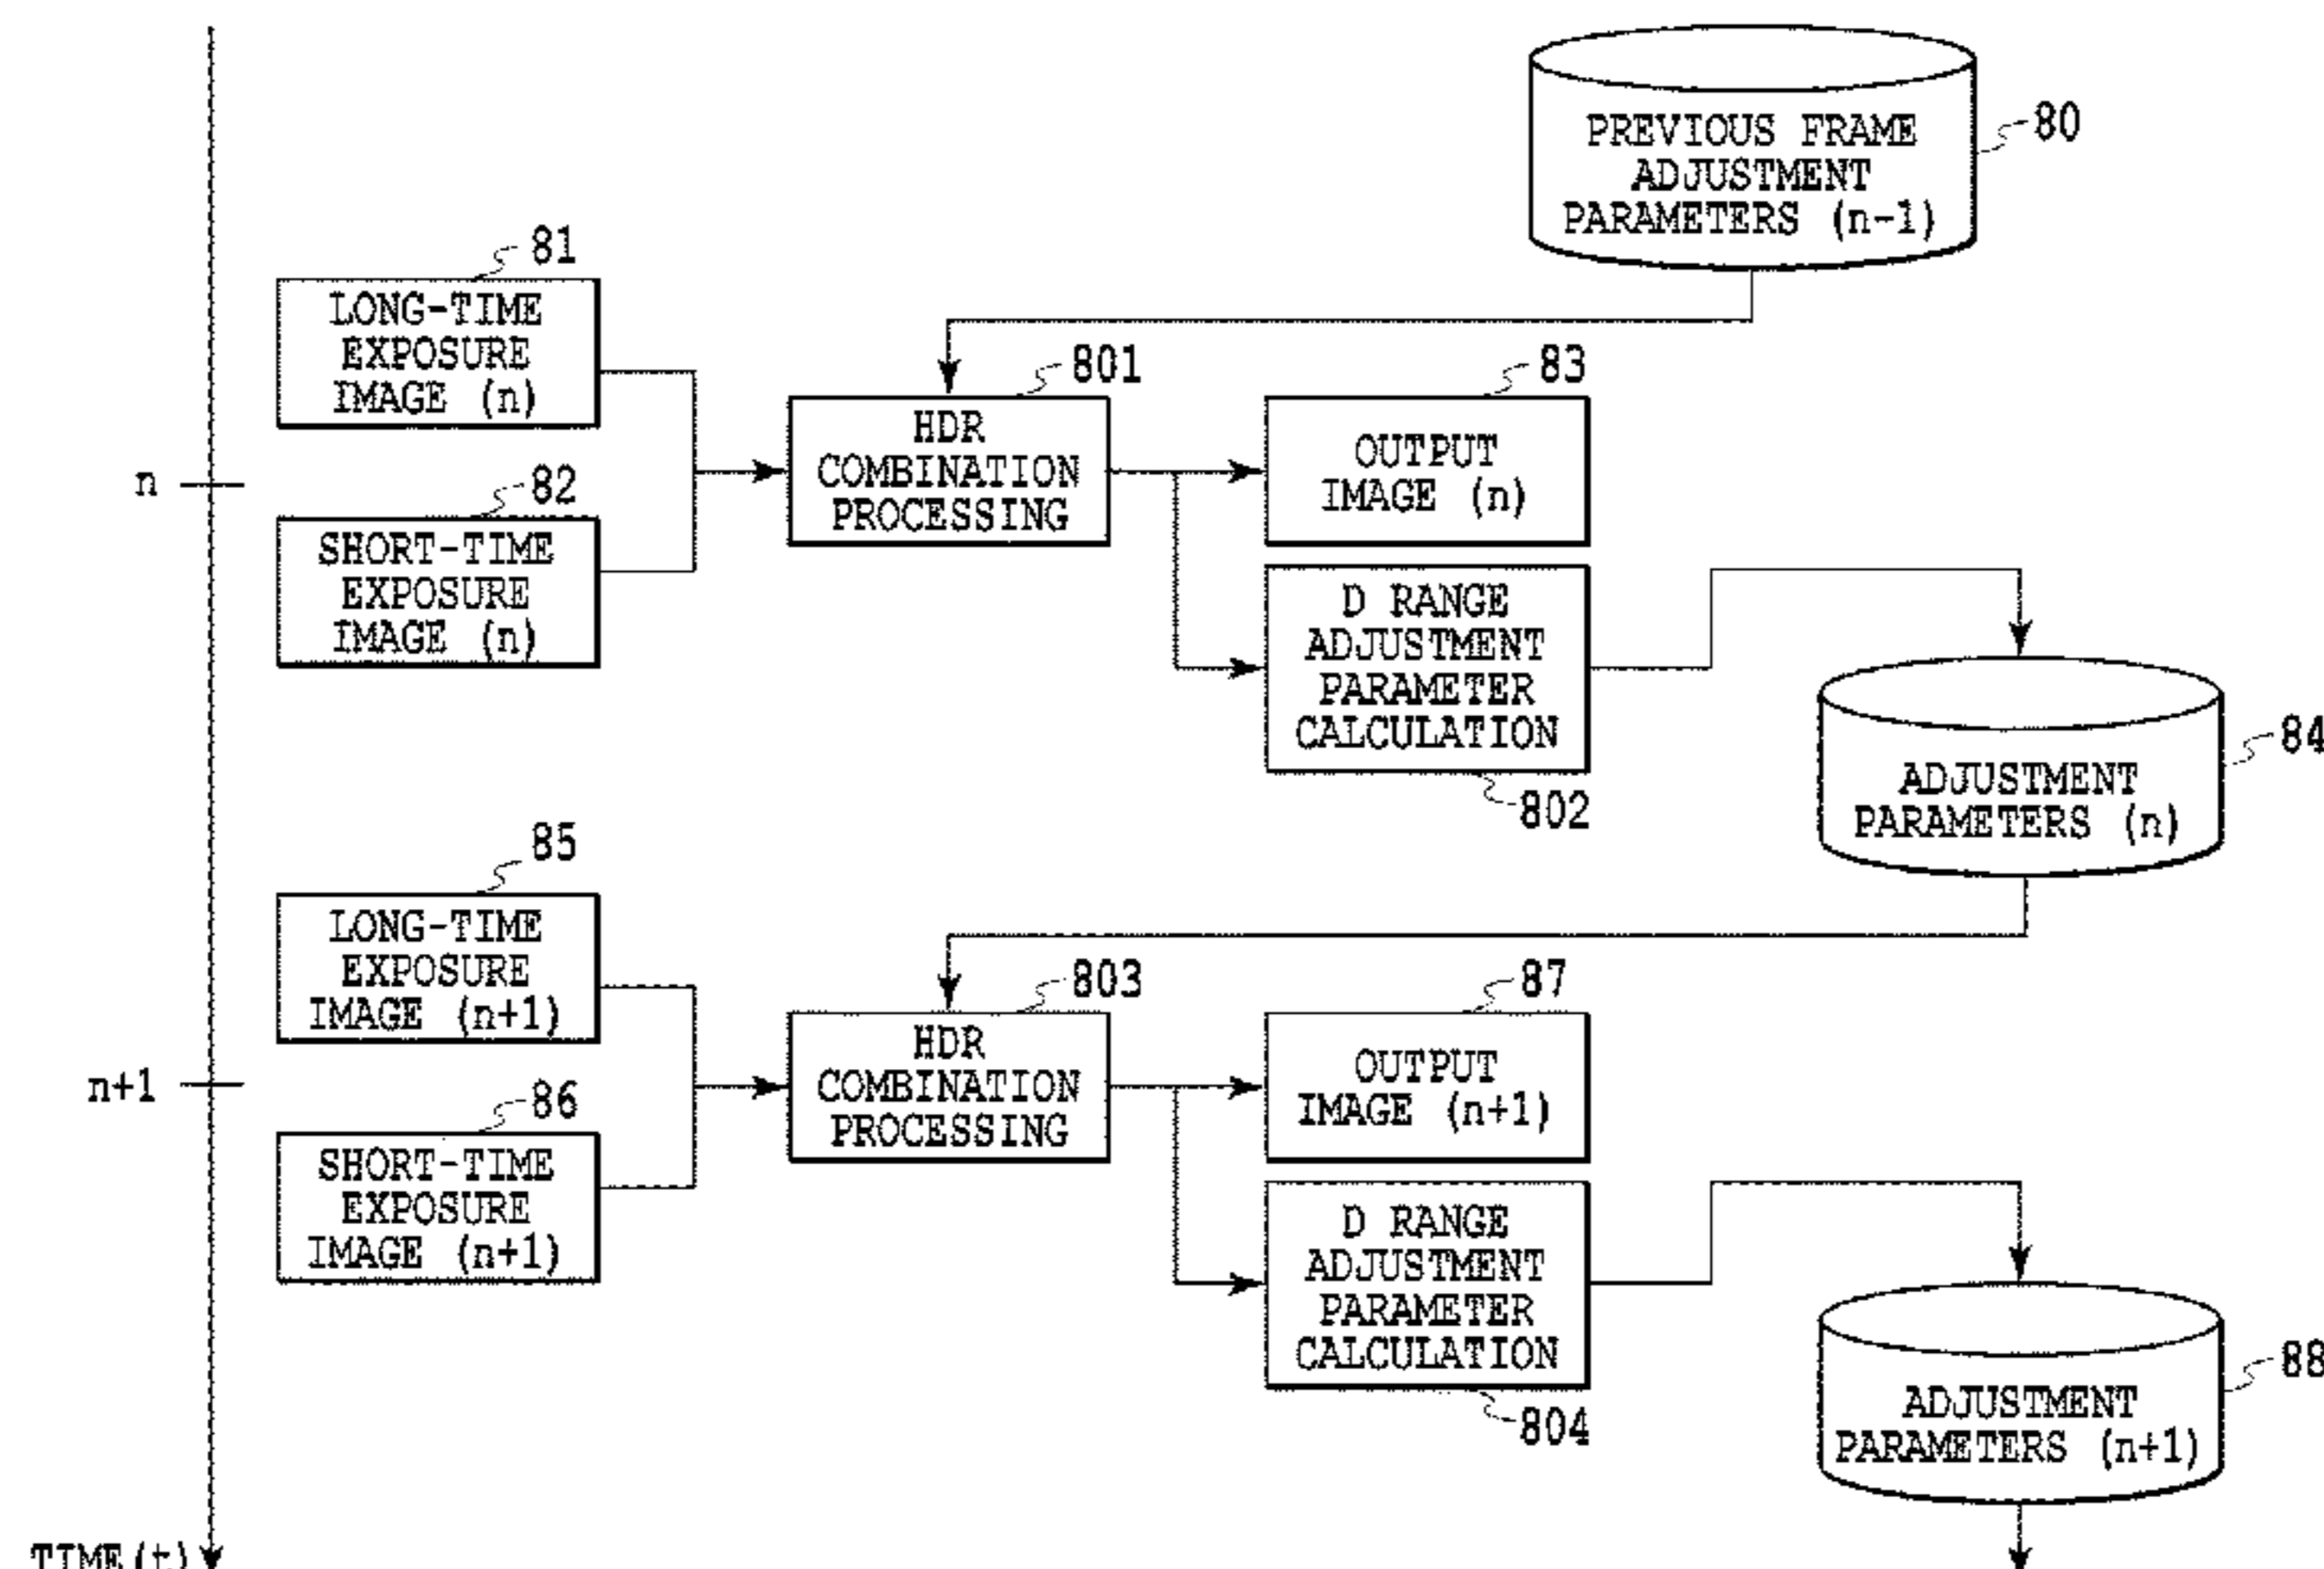 PREVIOUS FRAME
ADJUSTMENT
PARAMETERS (n-1)
80
81
LONG-TIME
EXPOSURE
IMAGE (n)
801
HDR
COMBINATION
PROCESSING
83
OUTPUT
IMAGE (n)
n
82
SHORT-TIME
EXPOSURE
IMAGE (n)
D RANGE
ADJUSTMENT
PARAMETER
CALCULATION
802
84
ADJUSTMENT
PARAMETERS (n)
85
LONG-TIME
EXPOSURE
IMAGE (n+1)
803
HDR
COMBINATION
PROCESSING
87
OUTPUT
IMAGE (n+1)
n+1
86
SHORT-TIME
EXPOSURE
IMAGE (n+1)
D RANGE
ADJUSTMENT
PARAMETER
CALCULATION
804
88
ADJUSTMENT
PARAMETERS (n+1)
TIME(t)